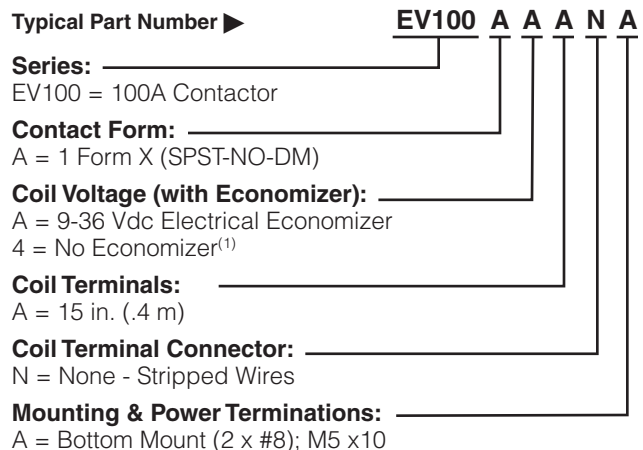 Typical Part Number ▶ EV100 A A A N A
Series:
EV100 = 100A Contactor
Contact Form:
A = 1 Form X (SPST-NO-DM)
Coil Voltage (with Economizer):
A = 9-36 Vdc Electrical Economizer
4 = No Economizer(1)
Coil Terminals:
A = 15 in. (.4 m)
Coil Terminal Connector:
N = None - Stripped Wires
Mounting & Power Terminations:
A = Bottom Mount (2 x #8); M5 x10